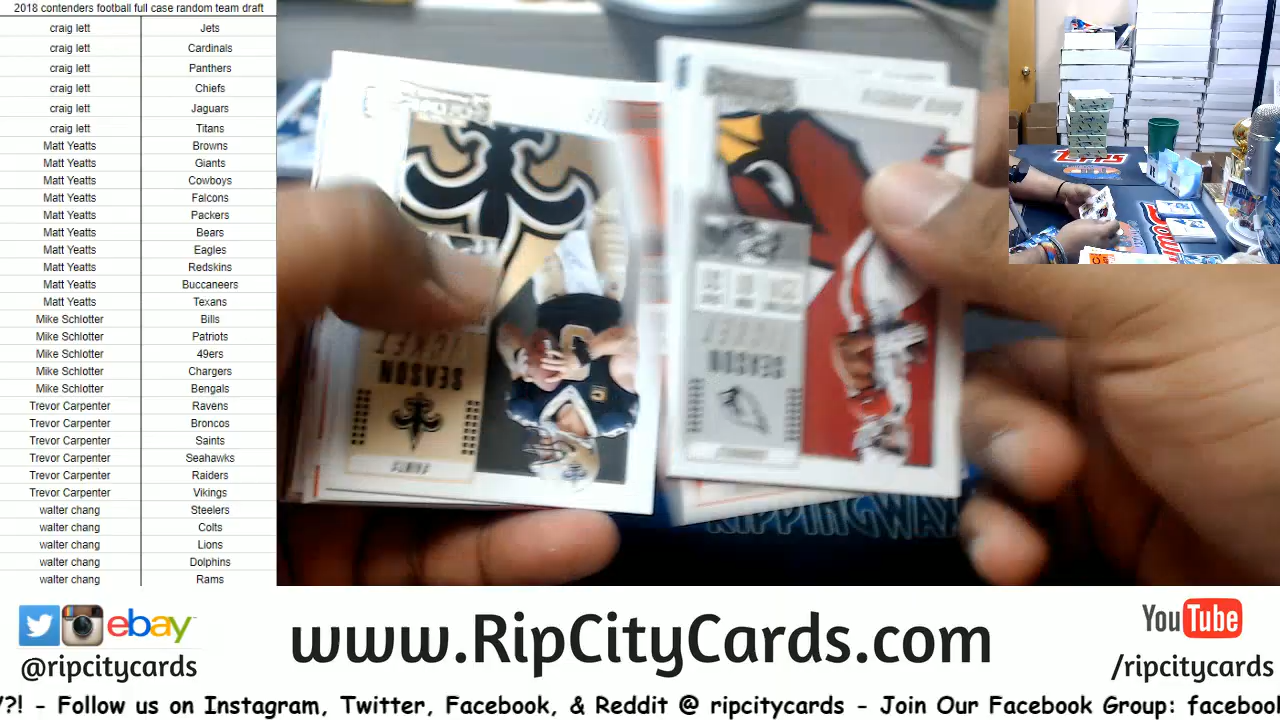 2018 contenders football full case random team draft
craig lett Jets
craig lett Cardinals
craig lett Panthers
craig lett Chiefs
craig lett Jaguars
craig lett Titans
Matt Yeatts Browns
Matt Yeatts Giants
Matt Yeatts Cowboys
Matt Yeatts Falcons
Matt Yeatts Packers
Matt Yeatts Bears
Matt Yeatts Eagles
Matt Yeatts Redskins
Matt Yeatts Buccaneers
Matt Yeatts Texans
Mike Schlotter Bills
Mike Schlotter Patriots
Mike Schlotter 49ers
Mike Schlotter Chargers
Mike Schlotter Bengals
Trevor Carpenter Ravens
Trevor Carpenter Broncos
Trevor Carpenter Saints
Trevor Carpenter Seahawks
Trevor Carpenter Raiders
Trevor Carpenter Vikings
walter chang Steelers
walter chang Colts
walter chang Lions
walter chang Dolphins
walter chang Rams
SEASON TICKET
SAINTS
SEASON TICKET
RIPPINGWAX
ebay
@ripcitycards
www.RipCityCards.com
YouTube
/ripcitycards
/?! - Follow us on Instagram, Twitter, Facebook, & Reddit @ ripcitycards - Join Our Facebook Group: faceboo